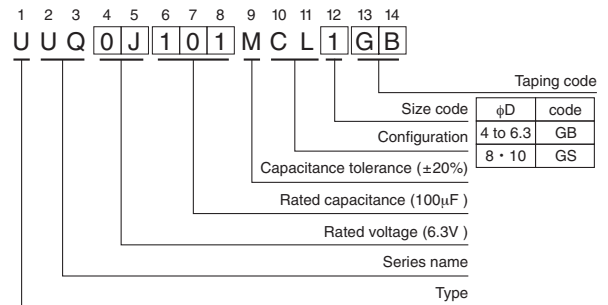 1 2 3 4 5 6 7 8 9 10 11 12 13 14
U U Q 0 J 1 0 1 M C L 1 G B
Taping code
Size code
φD code
4 to 6.3 GB
8・10 GS
Configuration
Capacitance tolerance (±20%)
Rated capacitance (100μF )
Rated voltage (6.3V )
Series name
Type